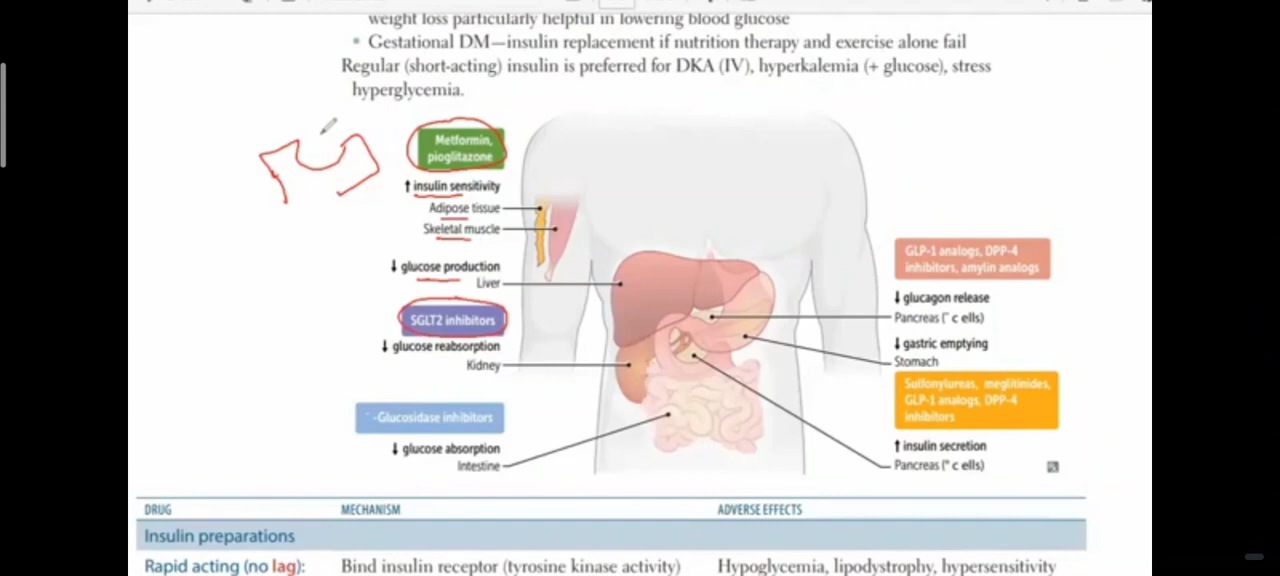 weight loss particularly helpful in lowering blood glucose
• Gestational DM—insulin replacement if nutrition therapy and exercise alone fail
Regular (short-acting) insulin is preferred for DKA (IV), hyperkalemia (+ glucose), stress
hyperglycemia.
Metformin,
pioglitazone
↑ insulin sensitivity
Adipose tissue
Skeletal muscle
↓ glucose production
Liver
SGLT2 inhibitors
↓ glucose reabsorption
Kidney
-Glucosidase inhibitors
↓ glucose absorption
Intestine
GLP-1 analogs, DPP-4
inhibitors, amylin analogs
↓ glucagon release
Pancreas ( c ells)
↓ gastric emptying
Stomach
Sulfonylureas, meglitinides,
GLP-1 analogs, DPP-4
inhibitors
↑ insulin secretion
Pancreas ( c ells)
DRUG MECHANISM ADVERSE EFFECTS
Insulin preparations
Rapid acting (no lag): Bind insulin receptor (tyrosine kinase activity) Hypoglycemia, lipodystrophy, hypersensitivity